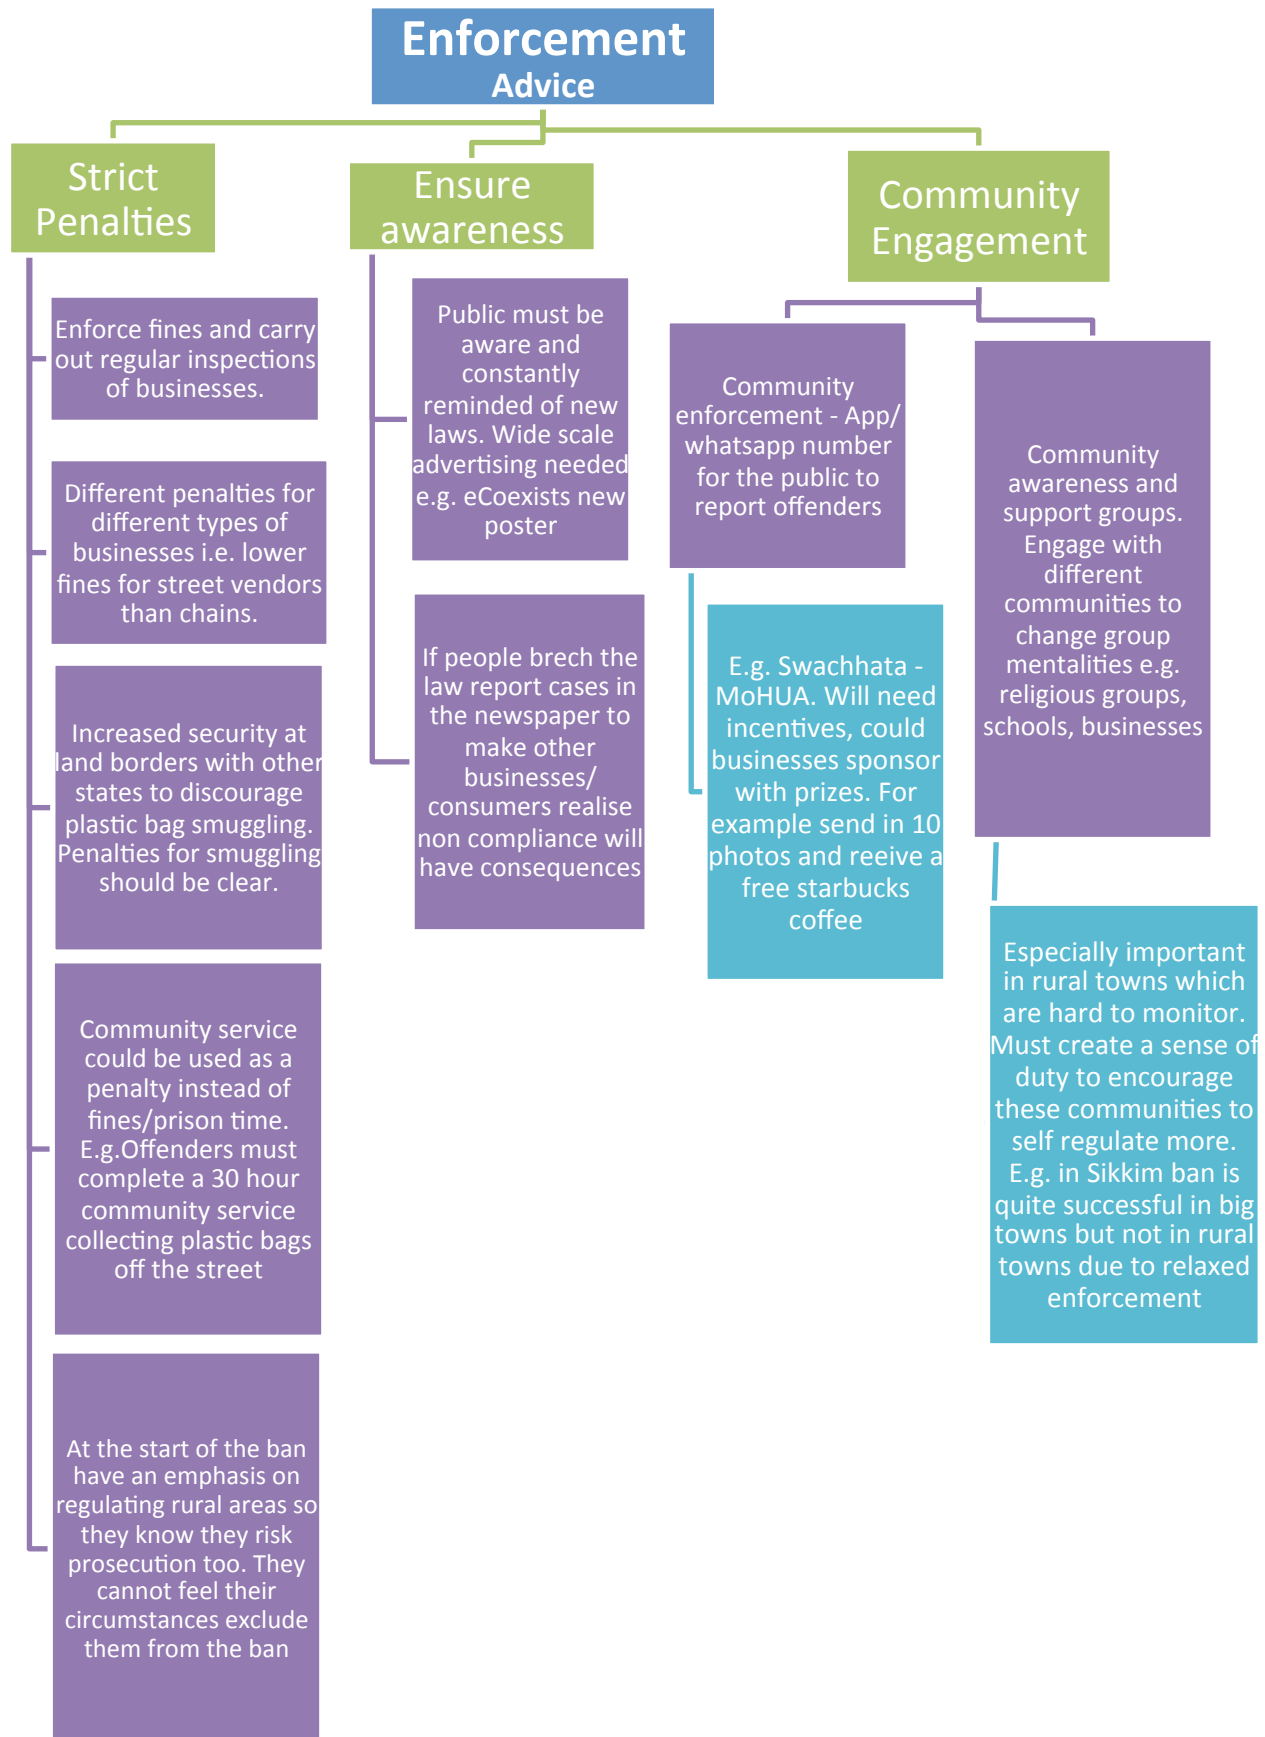 Enforcement
Advice
Strict
Penalties
Enforce fines and carry
out regular inspections
of businesses.
Different penalties for
different types of
businesses i.e. lower
fines for street vendors
than chains.
Increased security at
land borders with other
states to discourage
plastic bag smuggling.
Penalties for smuggling
should be clear.
Community service
could be used as a
penalty instead of
fines/prison time.
E.g.Offenders must
complete a 30 hour
community service
collecting plastic bags
off the street
At the start of the ban
have an emphasis on
regulating rural areas so
they know they risk
prosecution too. They
cannot feel their
circumstances exclude
them from the ban
Ensure
awareness
Public must be
aware and
constantly
reminded of new
laws. Wide scale
advertising needed
e.g. eCoexists new
poster
If people brech the
law report cases in
the newspaper to
make other
businesses/
consumers realise
non compliance will
have consequences
Community
Engagement
Community
enforcement - App/
whatsapp number
for the public to
report offenders
E.g. Swachhata -
MoHUA. Will need
incentives, could
businesses sponsor
with prizes. For
example send in 10
photos and reeive a
free starbucks
coffee
Community
awareness and
support groups.
Engage with
different
communities to
change group
mentalities e.g.
religious groups,
schools, businesses
Especially important
in rural towns which
are hard to monitor.
Must create a sense of
duty to encourage
these communities to
self regulate more.
E.g. in Sikkim ban is
quite successful in big
towns but not in rural
towns due to relaxed
enforcement